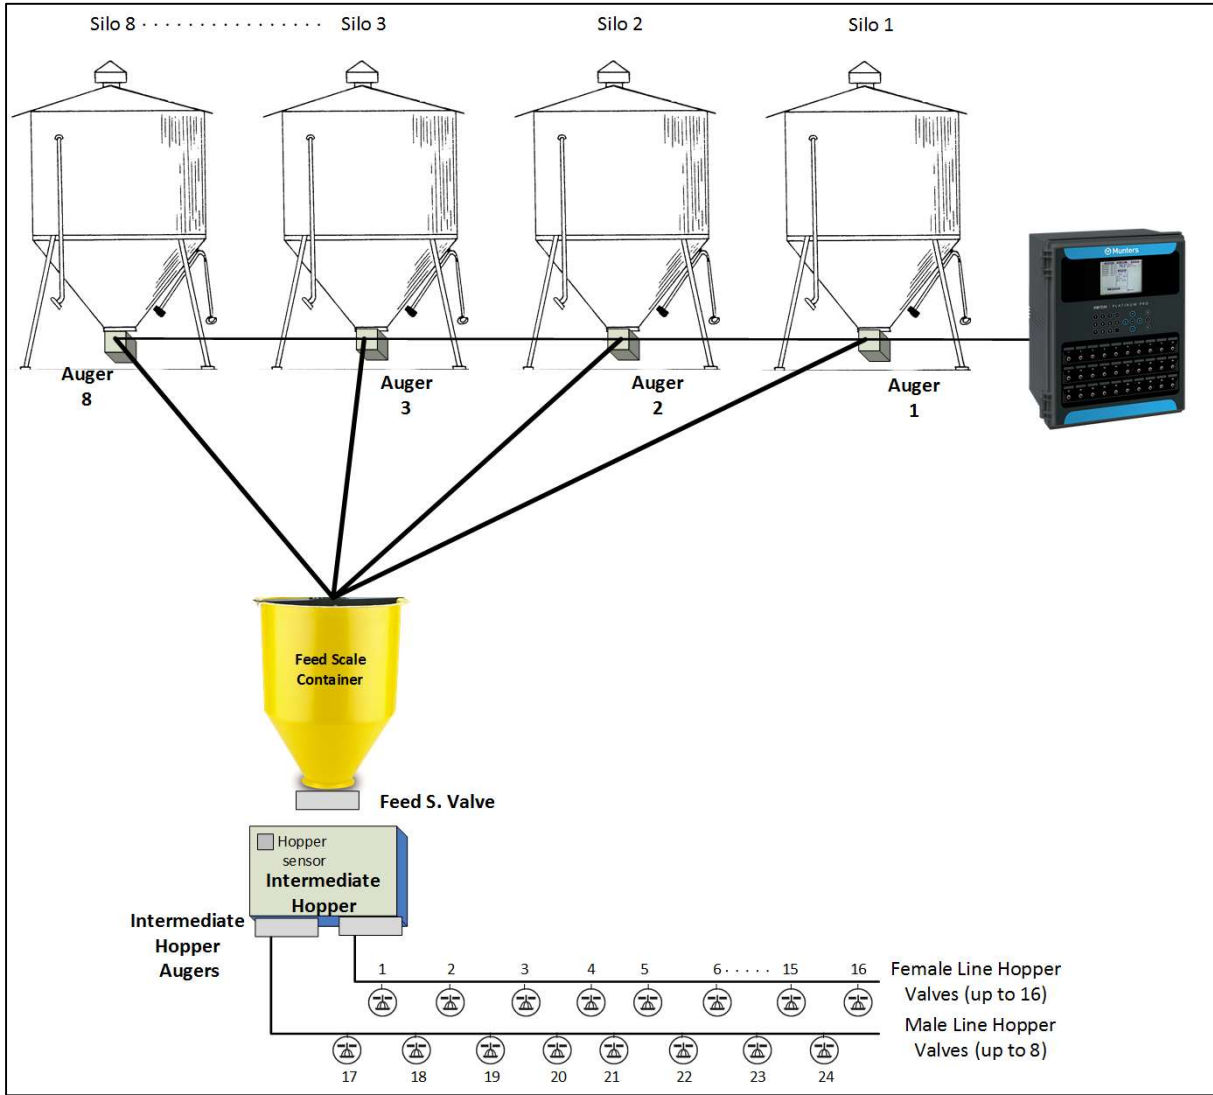 Silo 8 . . . . . . . . . . . . . . . . . Silo 3
Silo 2
Silo 1
Munters
PLATINUM PRO
Auger
8
Auger
3
Auger
2
Auger
1
Feed Scale
Container
Feed S. Valve
Hopper
sensor
Intermediate
Hopper
Intermediate
Hopper
Augers
1 2 3 4 5 6 . . . . . 15 16
Female Line Hopper
Valves (up to 16)
Male Line Hopper
Valves (up to 8)
17 18 19 20 21 22 23 24